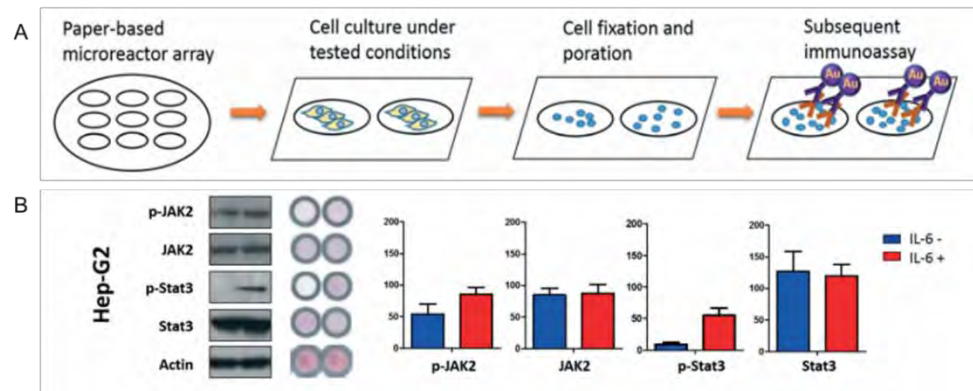 A
Paper-based
microreactor array
Cell culture under
tested conditions
Cell fixation and
poration
Subsequent
immunoassay
Au
Au
Au
Au
B
Hep-G2
p-JAK2
JAK2
p-Stat3
Stat3
Actin
200
150
100
50
0
p-JAK2
200
150
100
50
0
JAK2
200
150
100
50
0
p-Stat3
200
150
100
50
0
Stat3
IL-6 -
IL-6 +